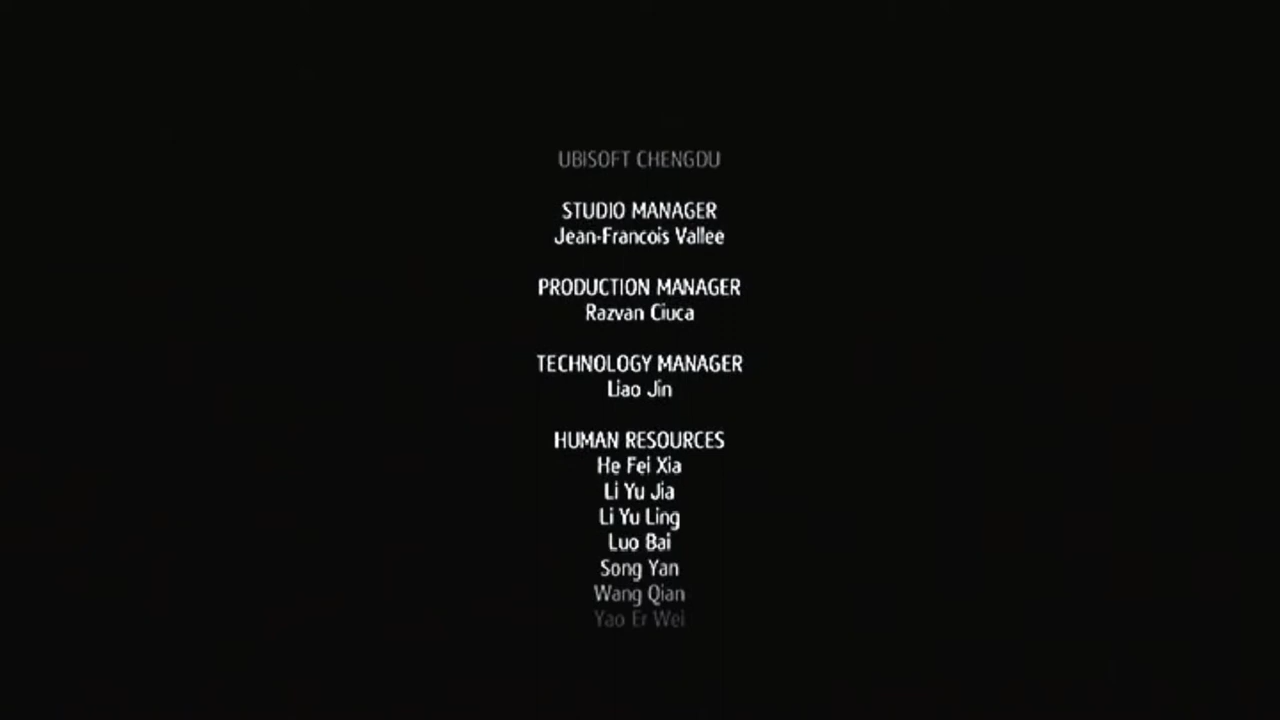 UBISOFT CHENGDU
STUDIO MANAGER
Jean-Francois Vallee
PRODUCTION MANAGER
Razvan Ciuca
TECHNOLOGY MANAGER
Liao Jin
HUMAN RESOURCES
He Fei Xia
Li Yu Jia
Li Yu Ling
Luo Bai
Song Yan
Wang Qian
Yao Er Wei